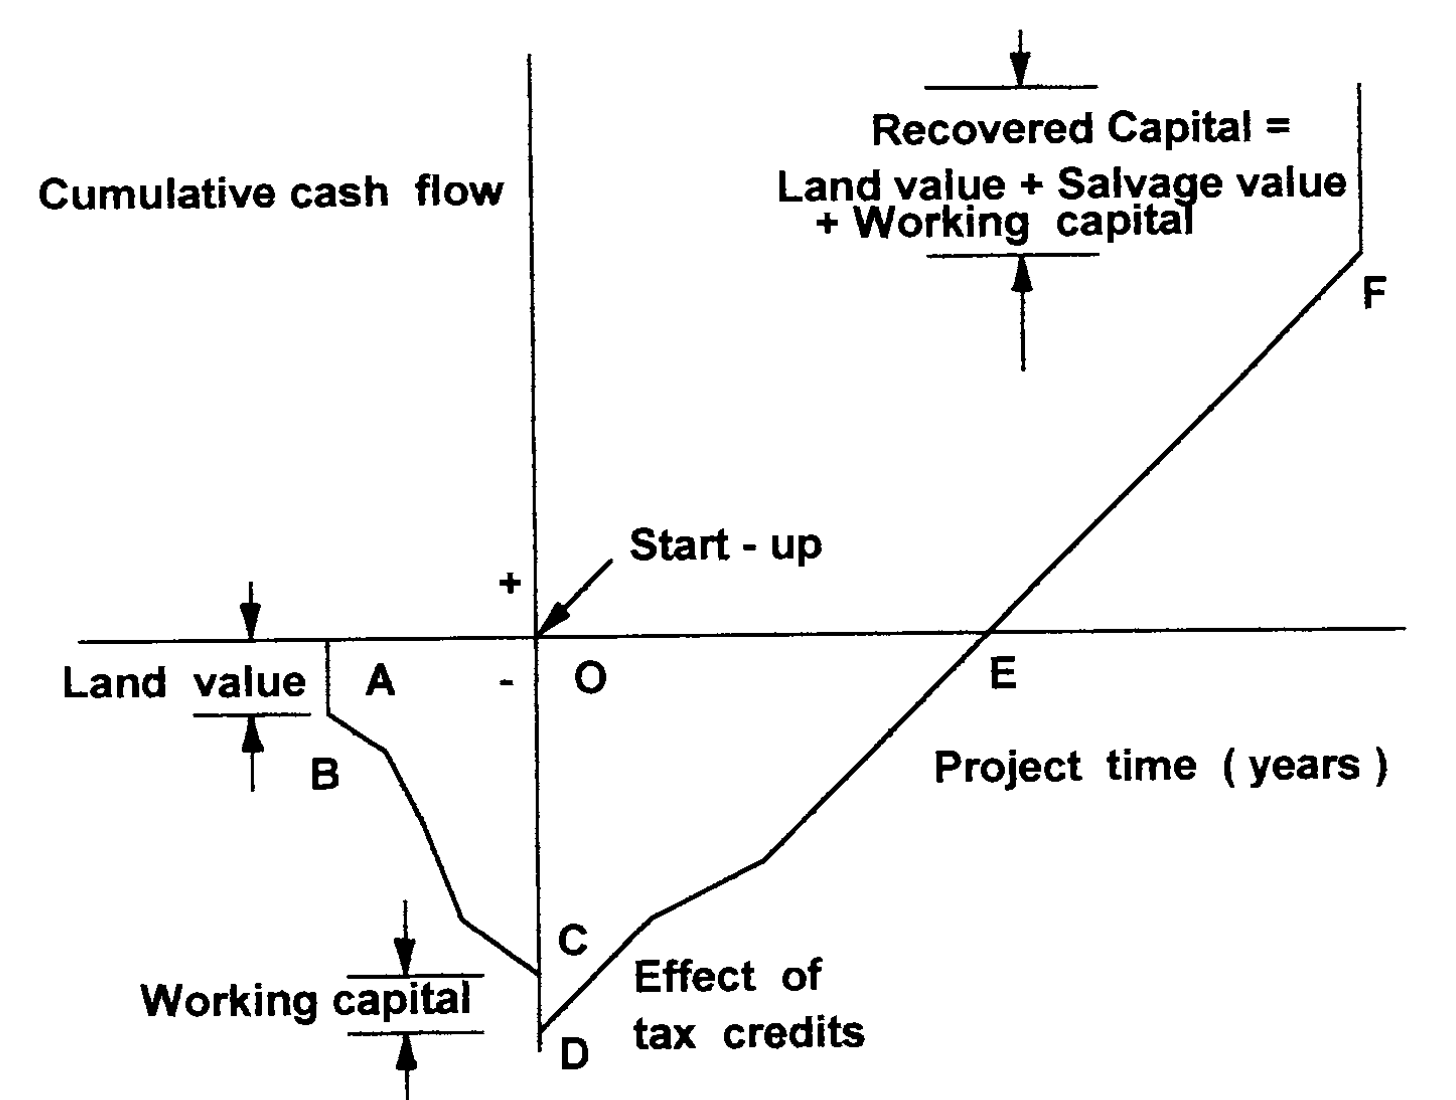 Recovered Capital =
Land value + Salvage value
+ Working capital
Cumulative cash flow
F
Start - up
+
Land value
A
-
O
E
B
Project time ( years )
C
Effect of
tax credits
Working capital
D